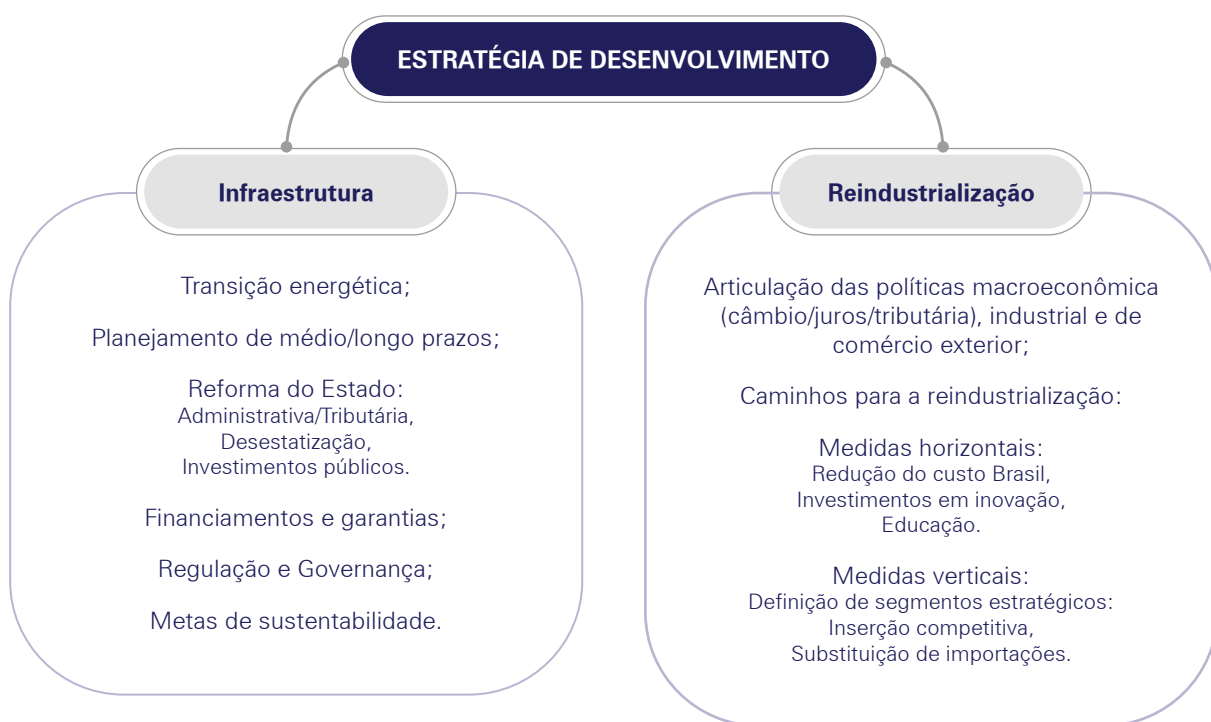 ESTRATÉGIA DE DESENVOLVIMENTO
Infraestrutura
Transição energética;
Planejamento de médio/longo prazos;
Reforma do Estado:
Administrativa/Tributária,
Desestatização,
Investimentos públicos.
Financiamentos e garantias;
Regulação e Governança;
Metas de sustentabilidade.
Reindustrialização
Articulação das políticas macroeconômica
(câmbio/juros/tributária), industrial e de
comércio exterior;
Caminhos para a reindustrialização:
Medidas horizontais:
Redução do custo Brasil,
Investimentos em inovação,
Educação.
Medidas verticais:
Definição de segmentos estratégicos:
Inserção competitiva,
Substituição de importações.